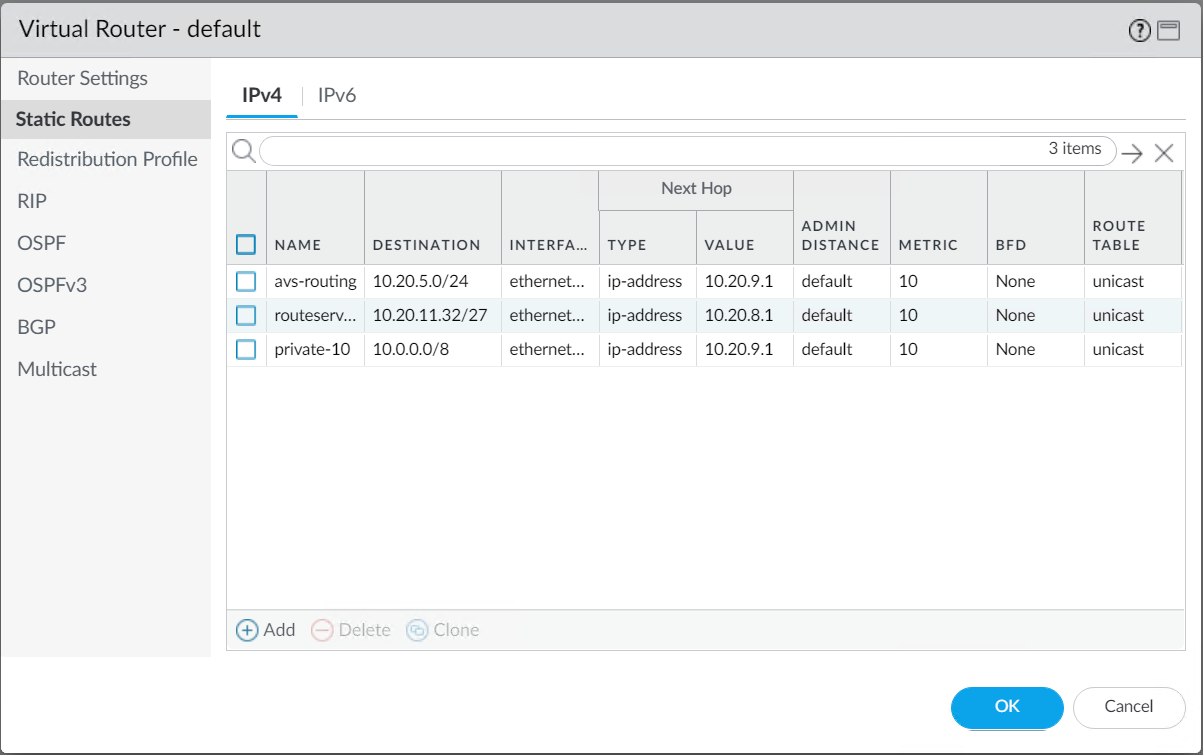 Virtual Router - default
Router Settings
Static Routes
Redistribution Profile
RIP
OSPF
OSPFv3
BGP
Multicast
IPv4 IPv6
3 items
Next Hop
NAME DESTINATION INTERFA... TYPE VALUE ADMIN DISTANCE METRIC BFD ROUTE TABLE
avs-routing 10.20.5.0/24 ethernet... ip-address 10.20.9.1 default 10 None unicast
routeserv... 10.20.11.32/27 ethernet... ip-address 10.20.8.1 default 10 None unicast
private-10 10.0.0.0/8 ethernet... ip-address 10.20.9.1 default 10 None unicast
Add Delete Clone
OK Cancel